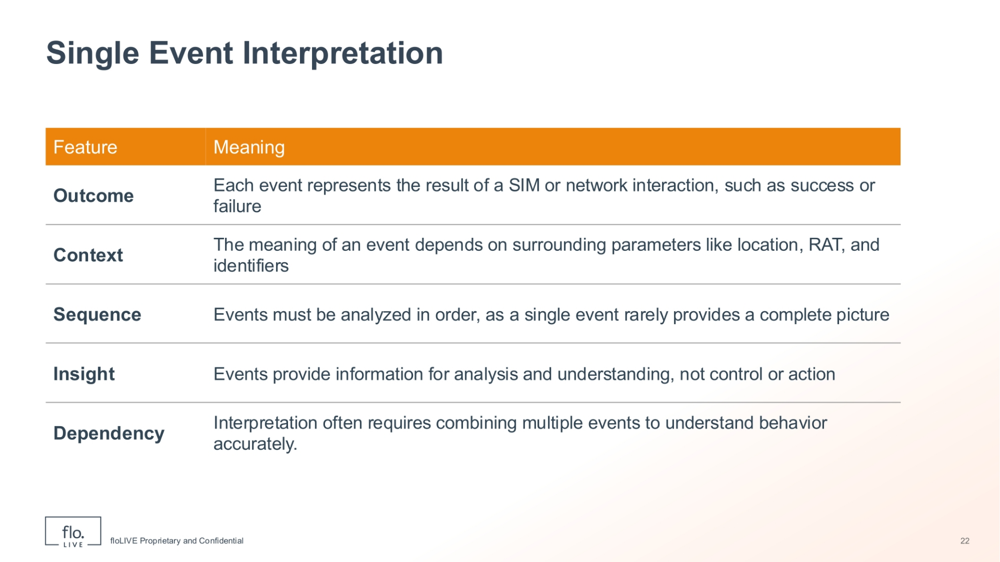 Single Event Interpretation
Feature
Meaning
Outcome
Each event represents the result of a SIM or network interaction, such as success or
failure
Context
The meaning of an event depends on surrounding parameters like location, RAT, and
identifiers
Sequence
Events must be analyzed in order, as a single event rarely provides a complete picture
Insight
Events provide information for analysis and understanding, not control or action
Dependency
Interpretation often requires combining multiple events to understand behavior
accurately.
flo.
LIVE
floLIVE Proprietary and Confidential
22